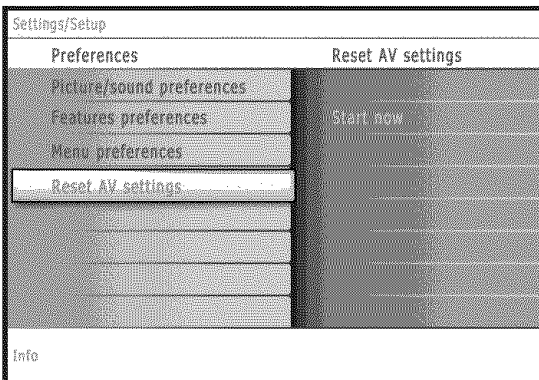 Settings/Setup
Preferences
Reset AV settings
Picture/sound preferences
Features preferences
Start now
Menu preferences
Reset AV settings
Info